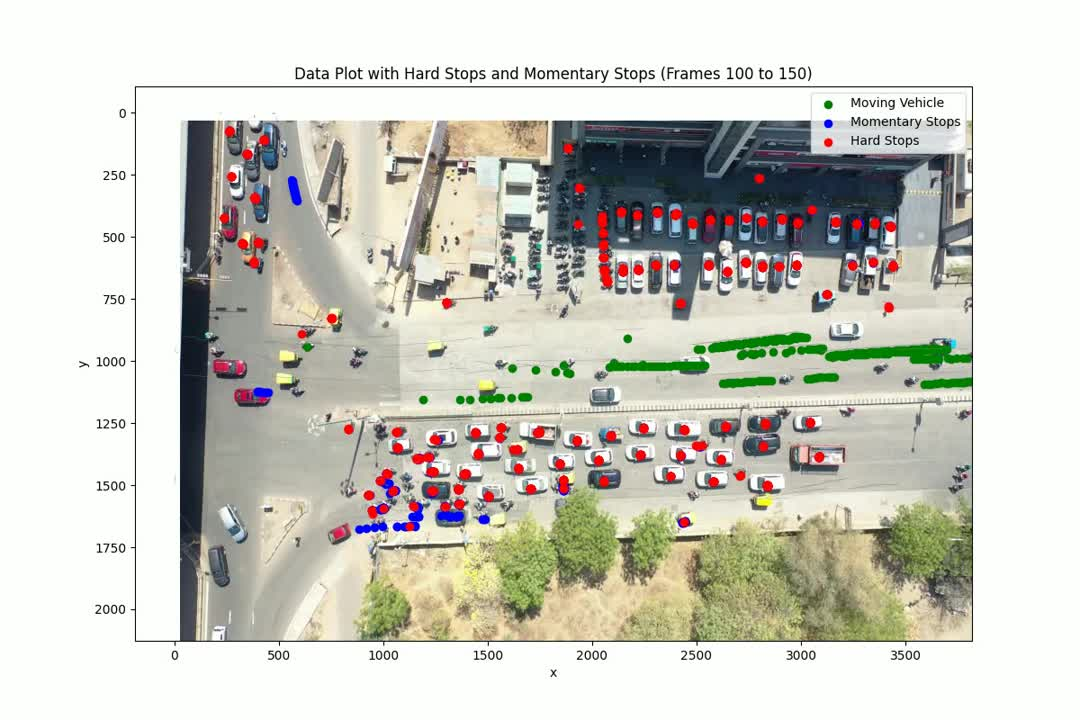 Data Plot with Hard Stops and Momentary Stops (Frames 100 to 150)
Moving Vehicle
Momentary Stops
Hard Stops
0
250
500
750
1000
1250
1500
1750
2000
y
0 500 1000 1500 2000 2500 3000 3500
x